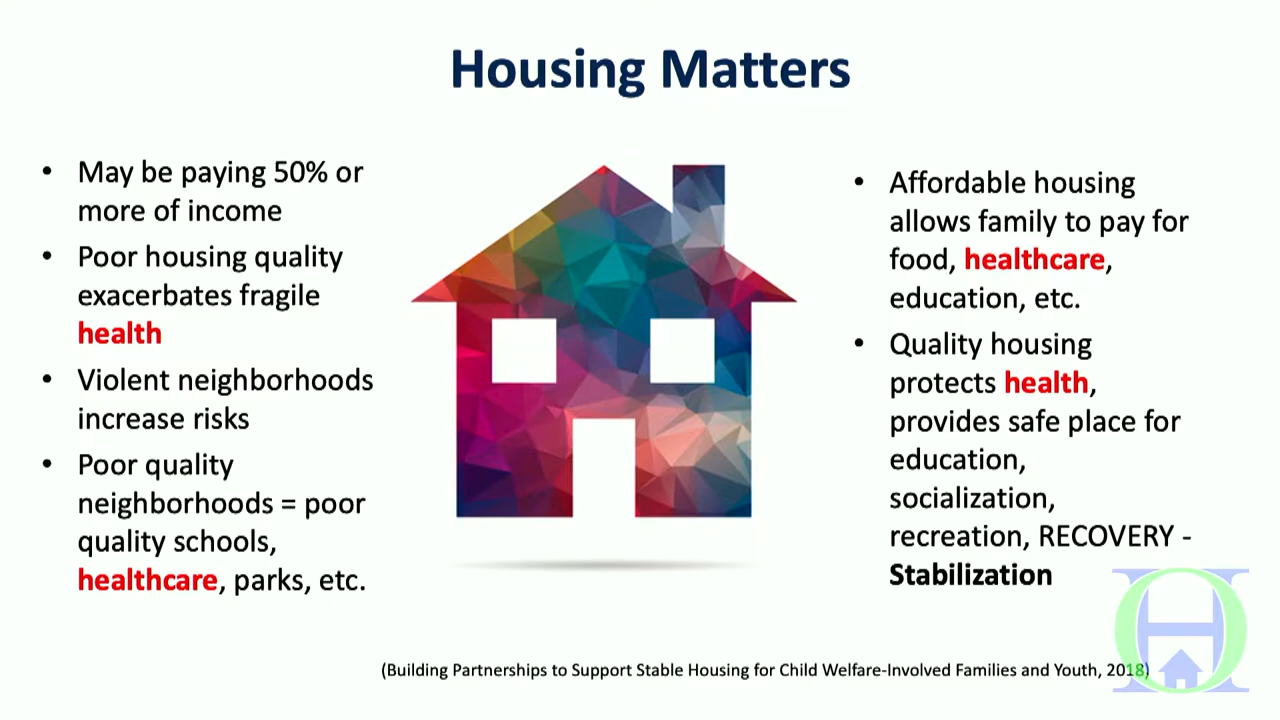 Housing Matters
• May be paying 50% or
more of income
• Poor housing quality
exacerbates fragile
health
• Violent neighborhoods
increase risks
• Poor quality
neighborhoods = poor
quality schools,
healthcare, parks, etc.
• Affordable housing
allows family to pay for
food, healthcare,
education, etc.
• Quality housing
protects health,
provides safe place for
education,
socialization,
recreation, RECOVERY -
Stabilization
(Building Partnerships to Support Stable Housing for Child Welfare-Involved Families and Youth, 2018)
OH